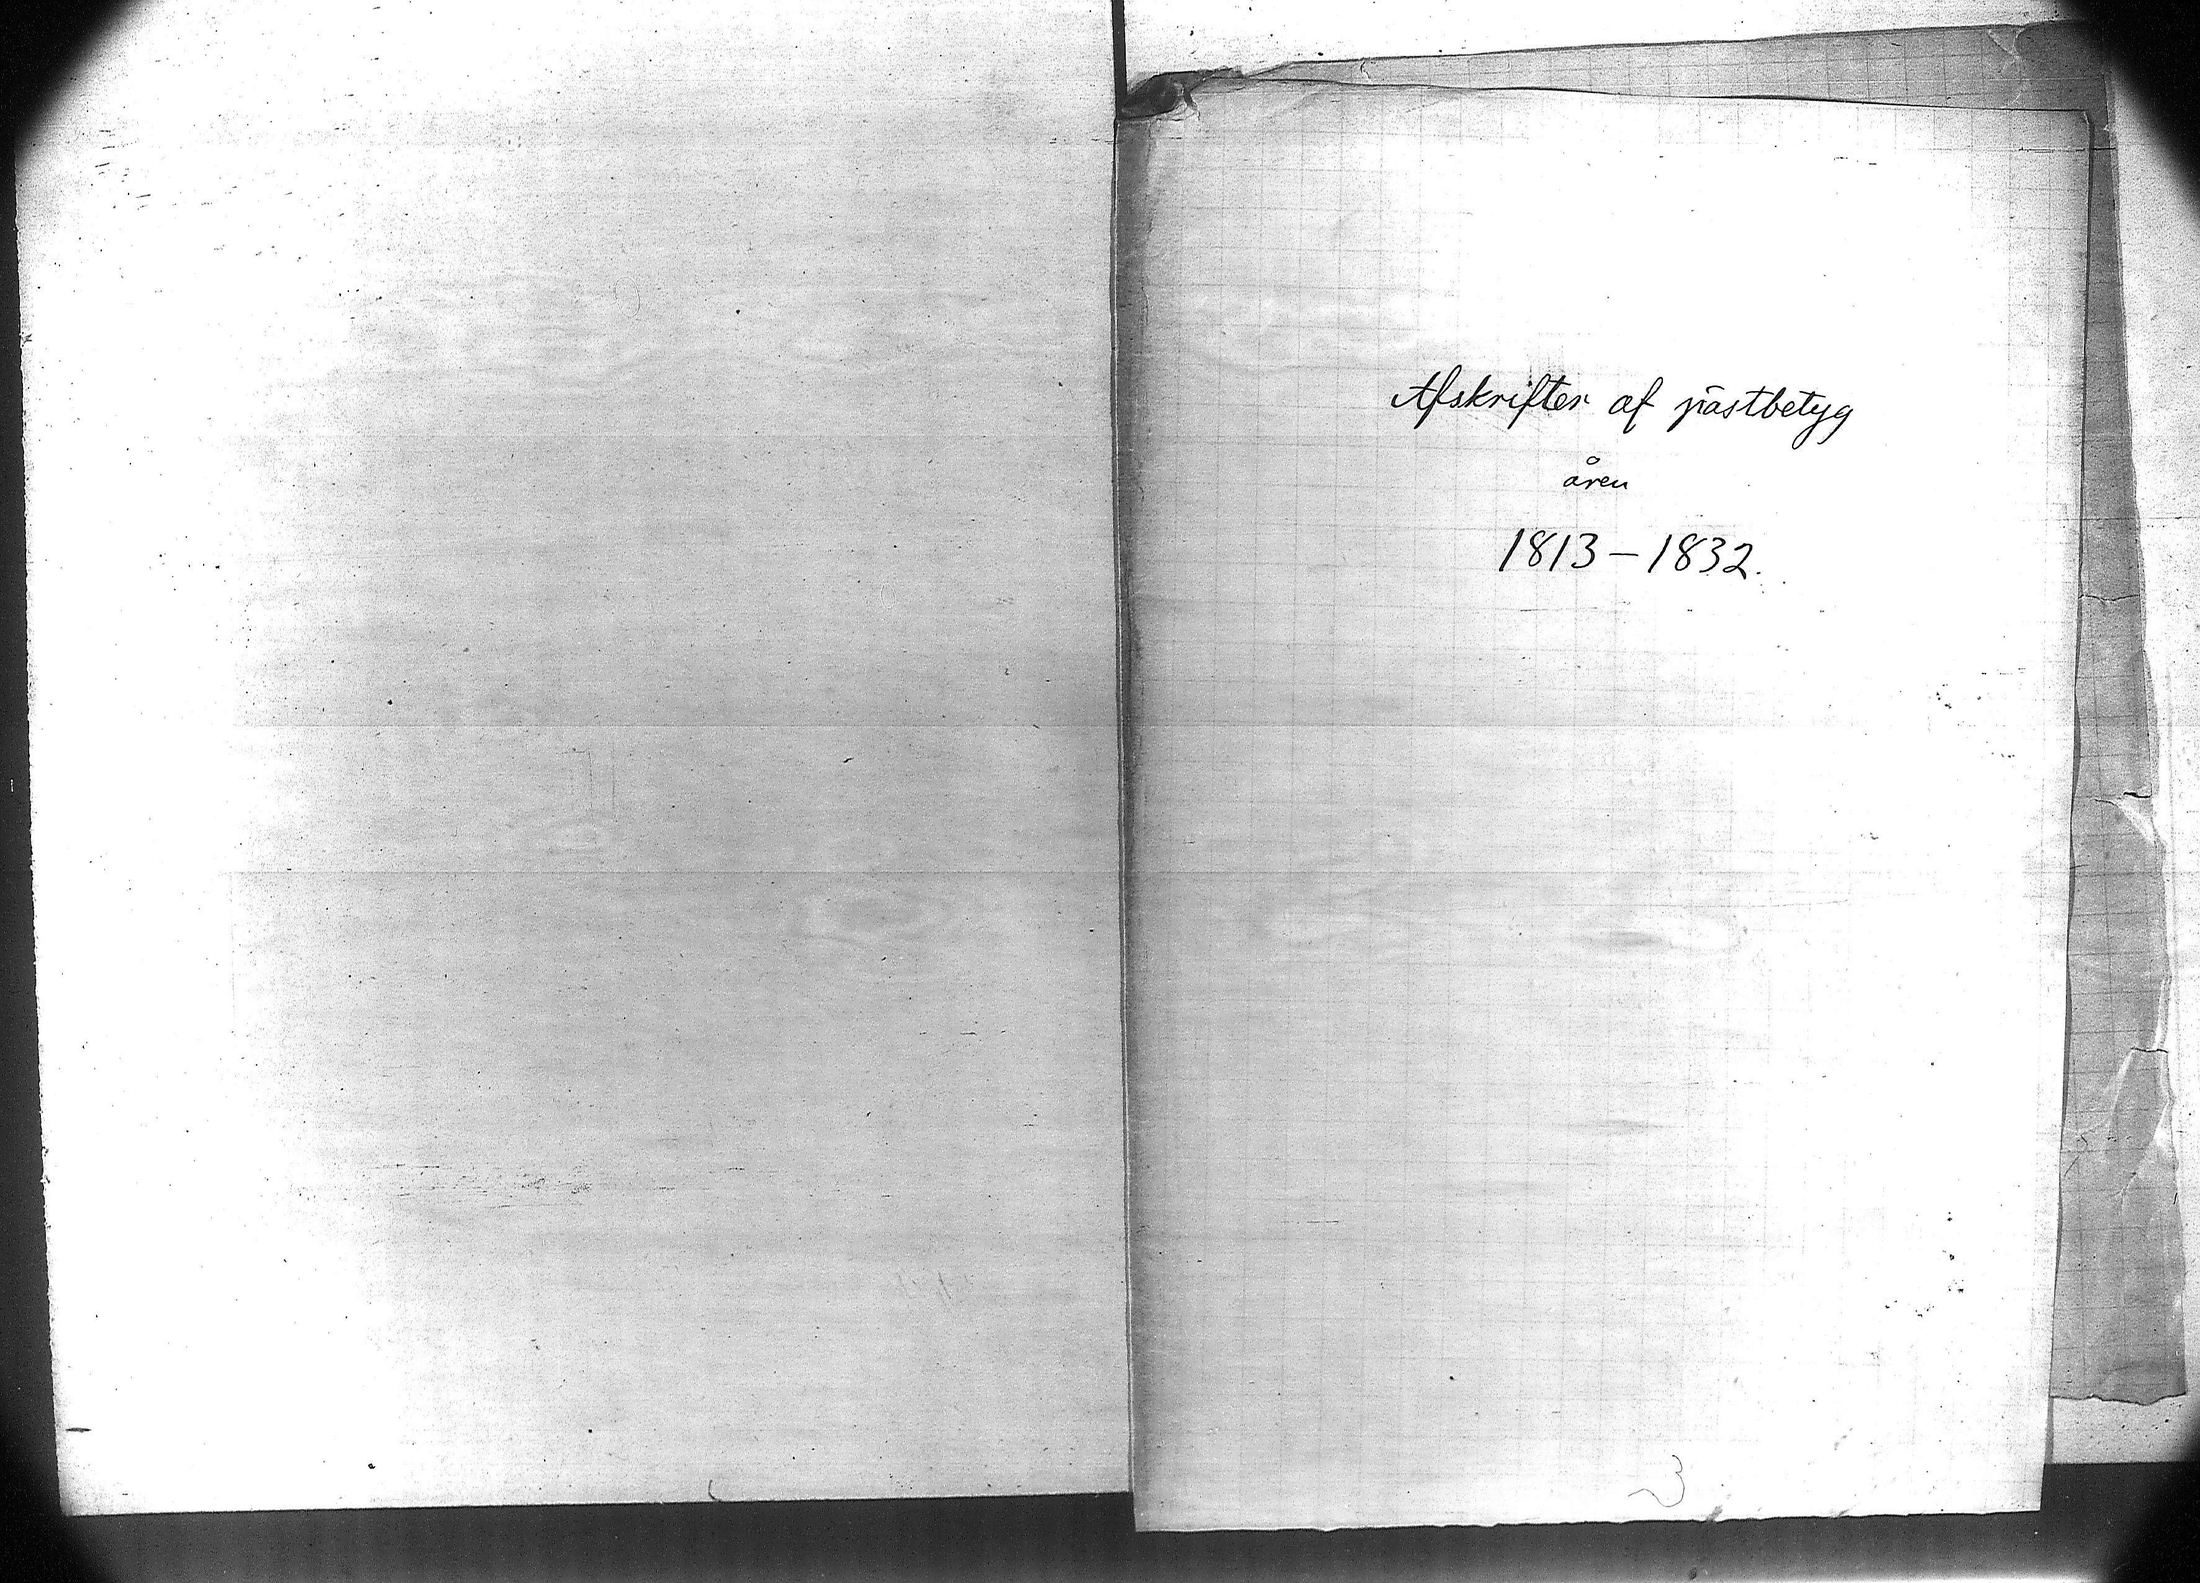 Afskrifter af prästbetyg
åren
1813 – 1832.